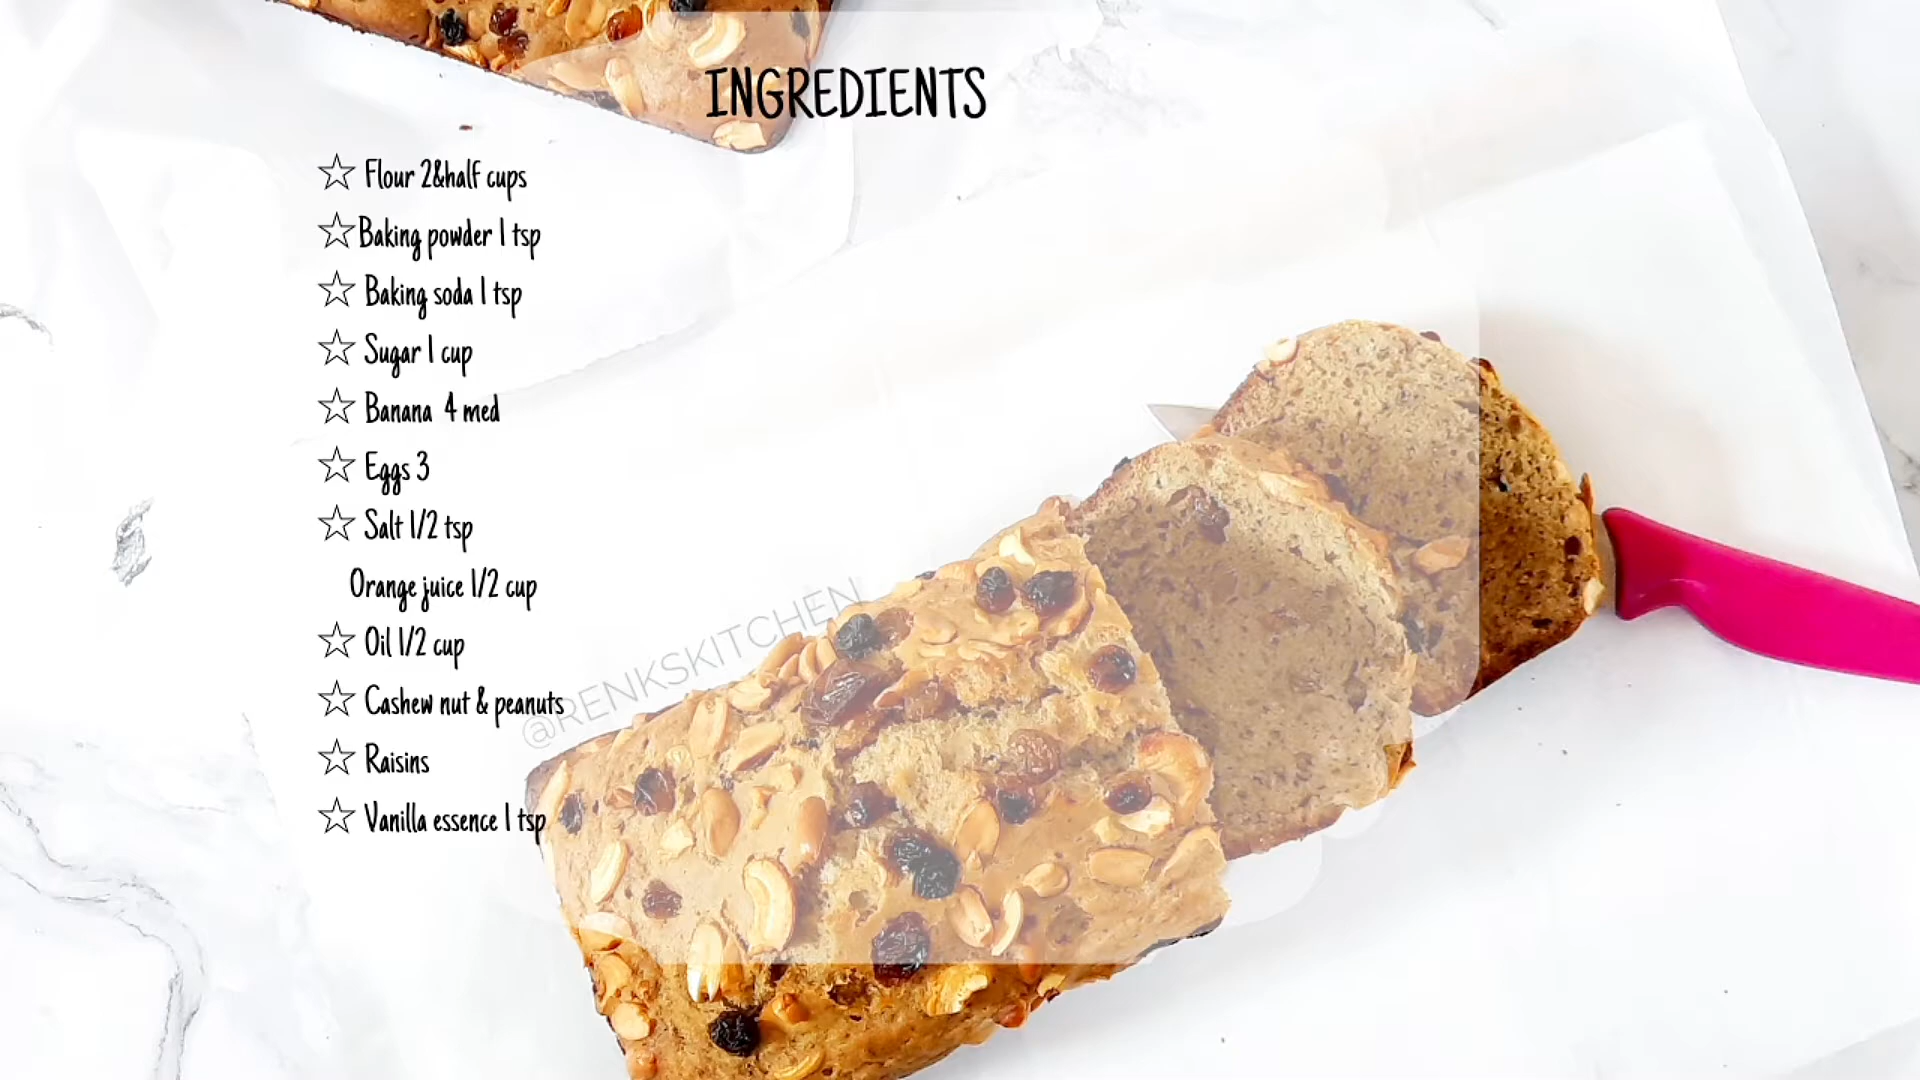 INGREDIENTS
☆ Flour 2&half cups
☆ Baking powder 1 tsp
☆ Baking soda 1 tsp
☆ Sugar 1 cup
☆ Banana 4 med
☆ Eggs 3
☆ Salt 1/2 tsp
Orange juice 1/2 cup
☆ Oil 1/2 cup
☆ Cashew nut & peanuts
☆ Raisins
☆ Vanilla essence 1 tsp
@RENKSKITCHEN